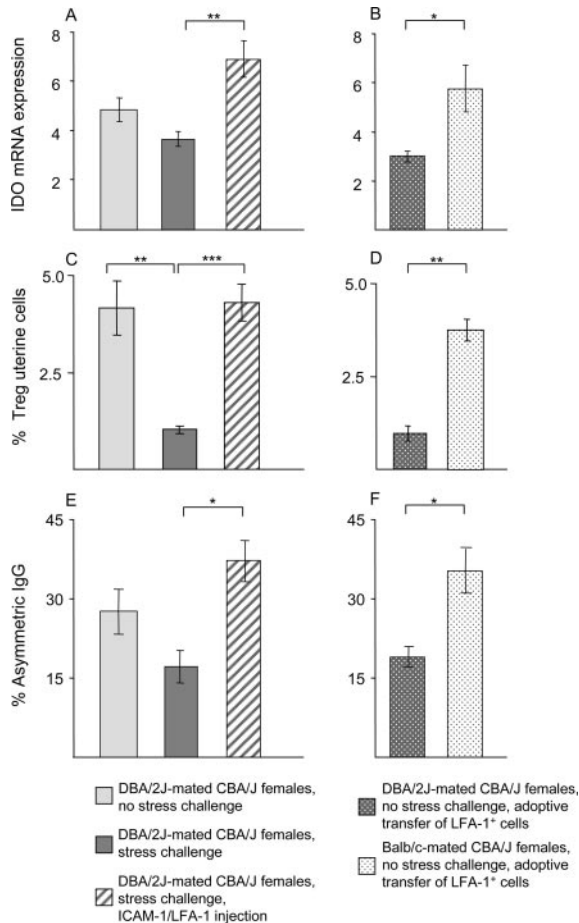 A
**
B
*
IDO mRNA expression
8
6
4
2
8
6
4
2
C
**
***
D
**
% Treg uterine cells
5.0
2.5
5.0
2.5
E
*
F
*
% Asymmetric IgG
45
30
15
45
30
15
DBA/2J-mated CBA/J females,
no stress challenge
DBA/2J-mated CBA/J females,
stress challenge
DBA/2J-mated CBA/J females,
stress challenge,
ICAM-1/LFA-1 injection
DBA/2J-mated CBA/J females,
no stress challenge, adoptive
transfer of LFA-1⁺ cells
Balb/c-mated CBA/J females,
no stress challenge, adoptive
transfer of LFA-1⁺ cells